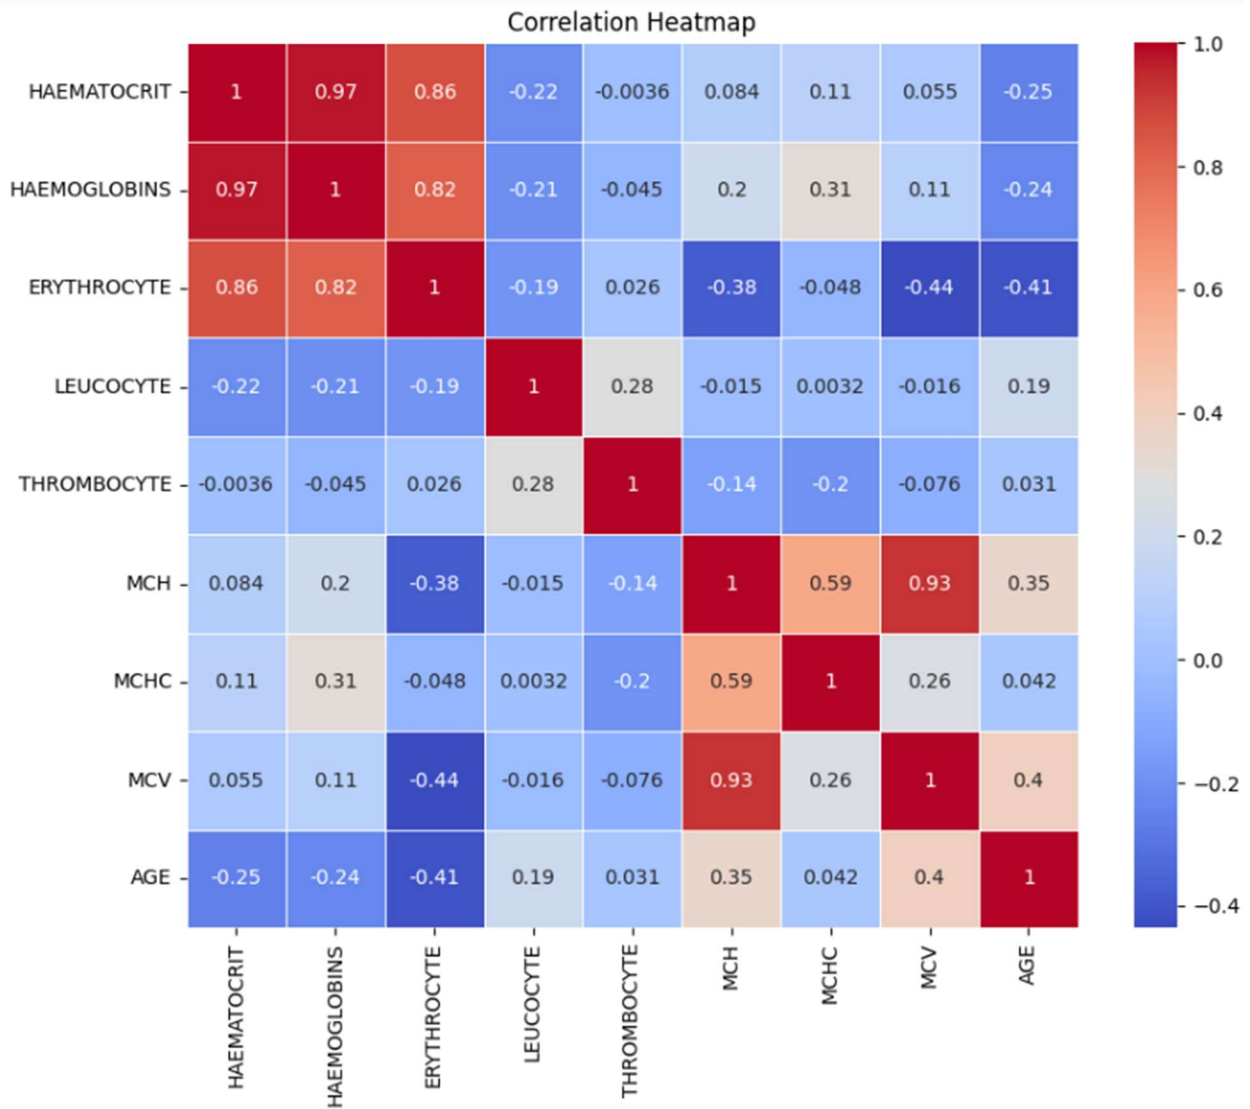 Correlation Heatmap
HAEMATOCRIT 1 0.97 0.86 -0.22 -0.0036 0.084 0.11 0.055 -0.25
HAEMOGLOBINS 0.97 1 0.82 -0.21 -0.045 0.2 0.31 0.11 -0.24
ERYTHROCYTE 0.86 0.82 1 -0.19 0.026 -0.38 -0.048 -0.44 -0.41
LEUCOCYTE -0.22 -0.21 -0.19 1 0.28 -0.015 0.0032 -0.016 0.19
THROMBOCYTE -0.0036 -0.045 0.026 0.28 1 -0.14 -0.2 -0.076 0.031
MCH 0.084 0.2 -0.38 -0.015 -0.14 1 0.59 0.93 0.35
MCHC 0.11 0.31 -0.048 0.0032 -0.2 0.59 1 0.26 0.042
MCV 0.055 0.11 -0.44 -0.016 -0.076 0.93 0.26 1 0.4
AGE -0.25 -0.24 -0.41 0.19 0.031 0.35 0.042 0.4 1
HAEMATOCRIT
HAEMOGLOBINS
ERYTHROCYTE
LEUCOCYTE
THROMBOCYTE
MCH
MCHC
MCV
AGE
1.0
0.8
0.6
0.4
0.2
0.0
−0.2
−0.4